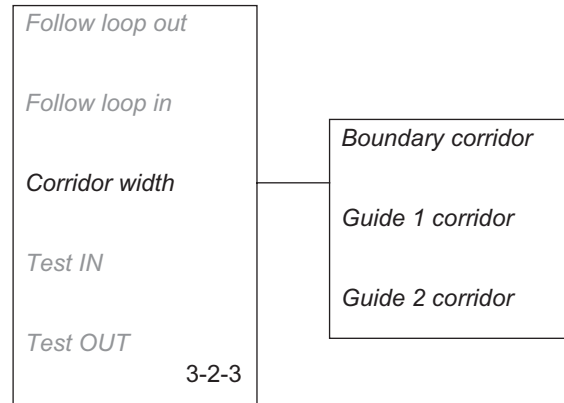 Follow loop out
Follow loop in
Corridor width
Test IN
Test OUT
3-2-3
Boundary corridor
Guide 1 corridor
Guide 2 corridor